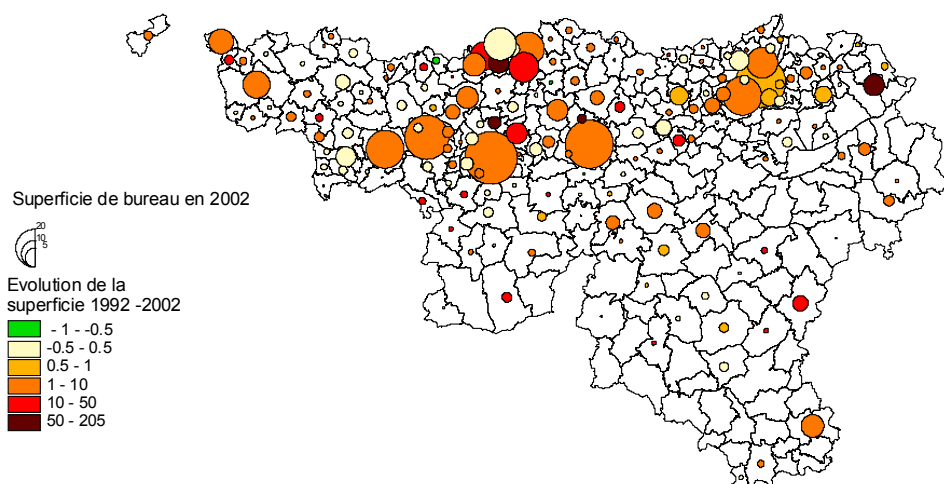 Superficie de bureau en 2002
20
10
5
Evolution de la
superficie 1992 -2002
- 1 - -0.5
-0.5 - 0.5
0.5 - 1
1 - 10
10 - 50
50 - 205